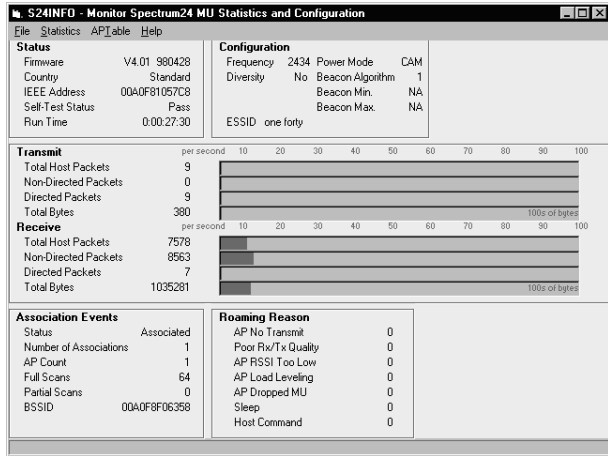 S24INFO - Monitor Spectrum24 MU Statistics and Configuration
File Statistics APTable Help
Status
Firmware V4.01 980428
Country Standard
IEEE Address 00A0F81057C8
Self-Test Status Pass
Run Time 0:00:27:30
Configuration
Frequency 2434 Power Mode CAM
Diversity No Beacon Algorithm 1
Beacon Min. NA
Beacon Max. NA
ESSID one forty
Transmit per second 10 20 30 40 60 70 80 90 100
Total Host Packets 9
Non-Directed Packets 0
Directed Packets 9
Total Bytes 380 100s of bytes
Receive per second 10 20 30 40 60 70 80 90 100
Total Host Packets 7578
Non-Directed Packets 8563
Directed Packets 7
Total Bytes 1035281 100s of bytes
Association Events
Status Associated
Number of Associations 1
AP Count 1
Full Scans 64
Partial Scans 0
BSSID 00A0F8F06358
Roaming Reason
AP No Transmit 0
Poor Rx/Tx Quality 0
AP RSSI Too Low 0
AP Load Leveling 0
AP Dropped MU 0
Sleep 0
Host Command 0